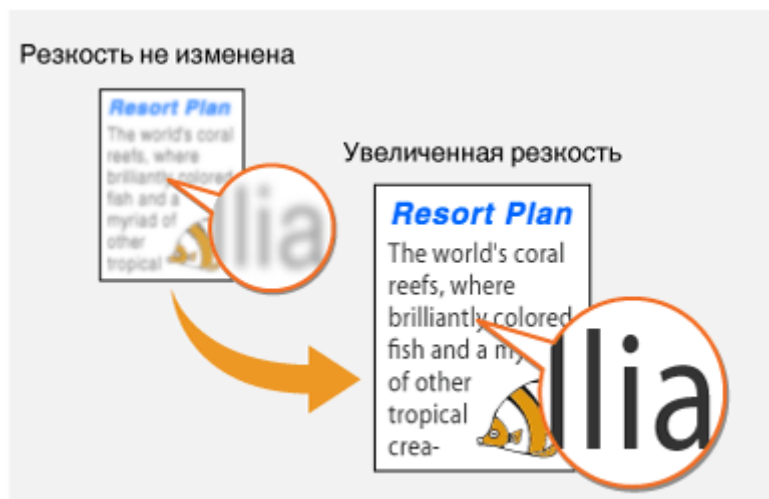 Резкость не изменена
Resort Plan
The world's coral
reefs, where
brilliantly colored
fish and a
myriad of
other
tropical
llia
Увеличенная резкость
Resort Plan
The world's coral
reefs, where
brilliantly colored
fish and a my
of other
tropical
crea-
llia